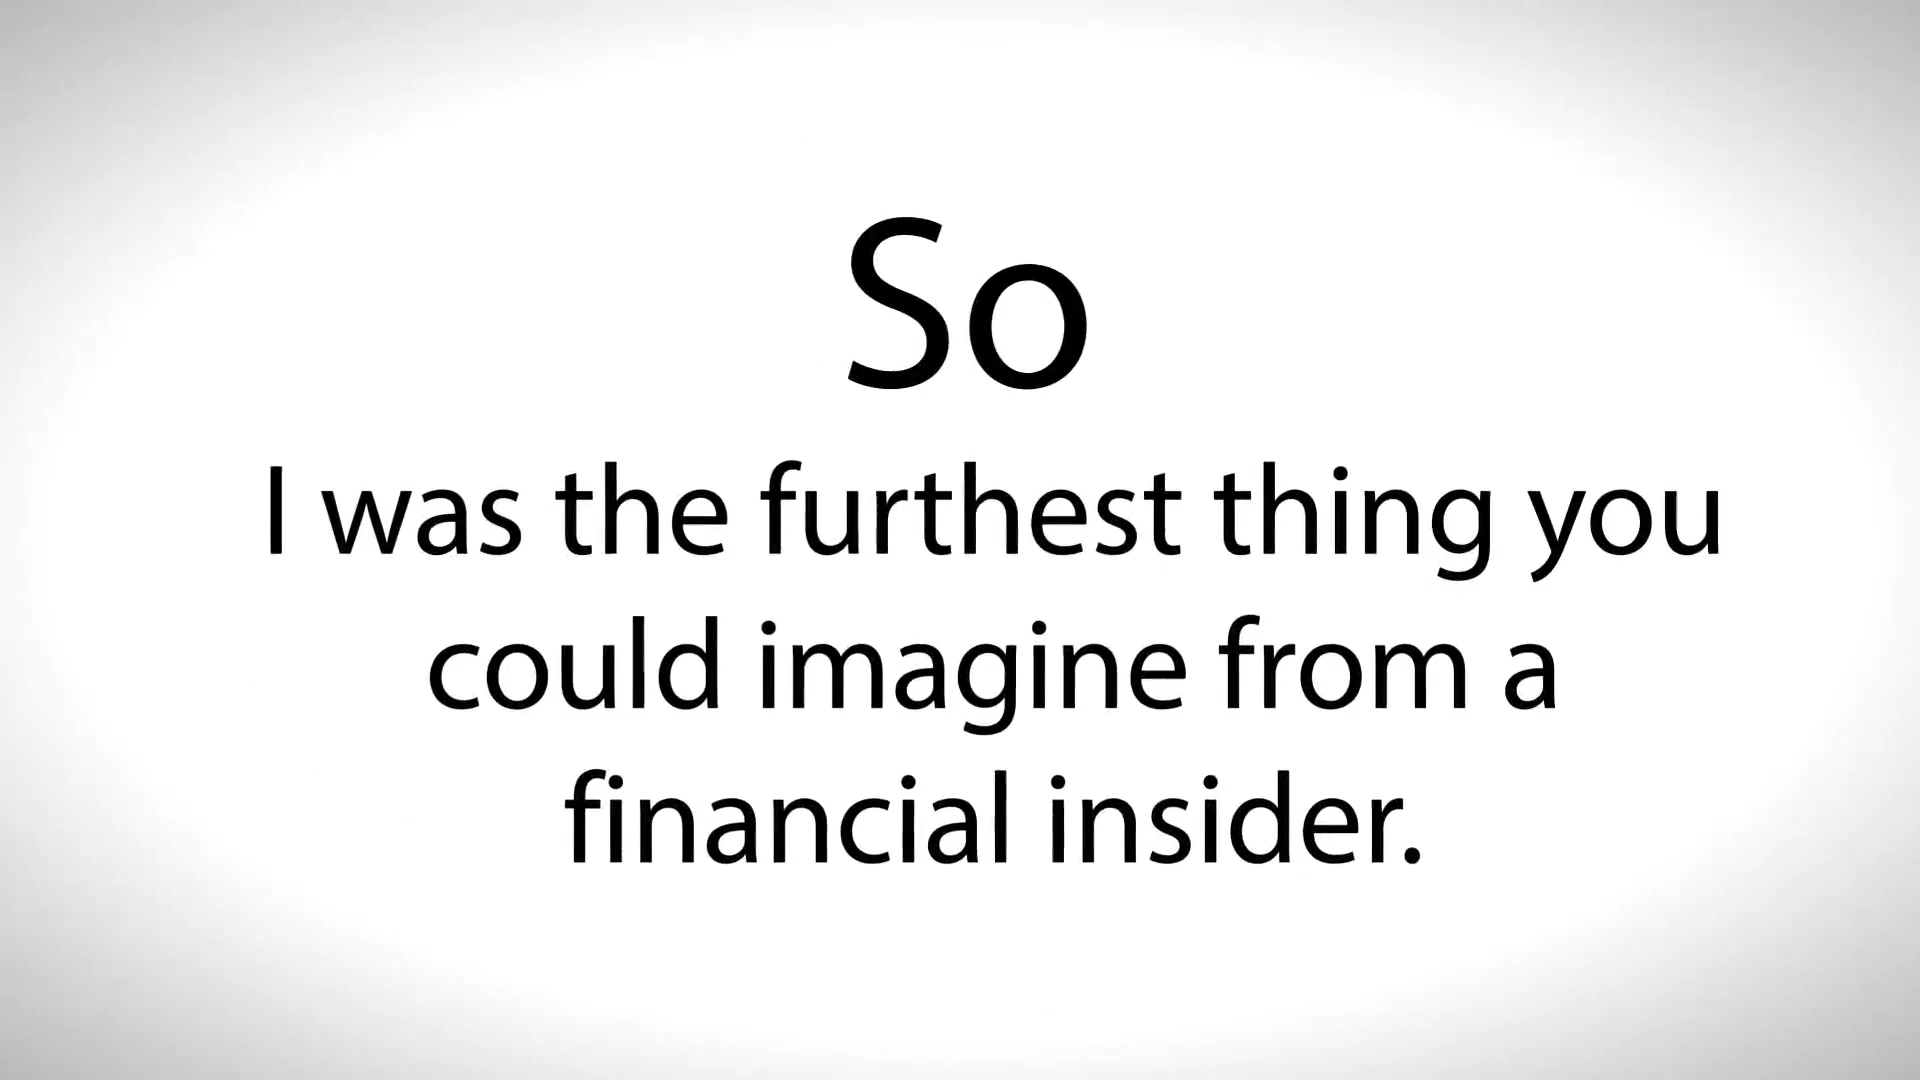 So
I was the furthest thing you
could imagine from a
financial insider.